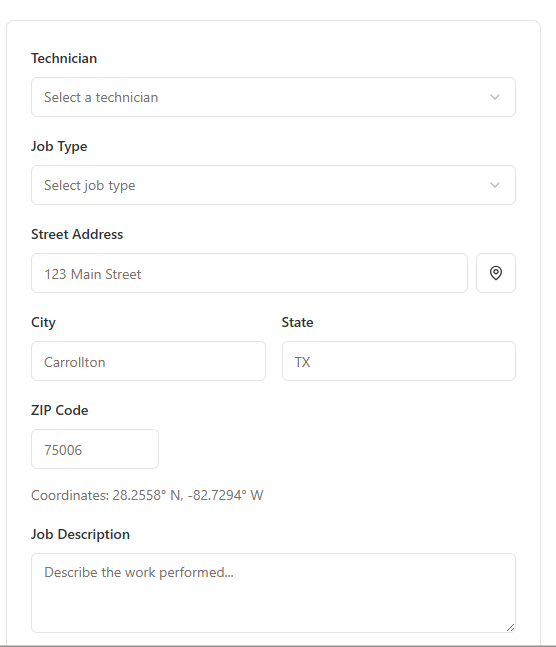 Technician
Select a technician
Job Type
Select job type
Street Address
123 Main Street
City State
Carrollton TX
ZIP Code
75006
Coordinates: 28.2558° N, -82.7294° W
Job Description
Describe the work performed...